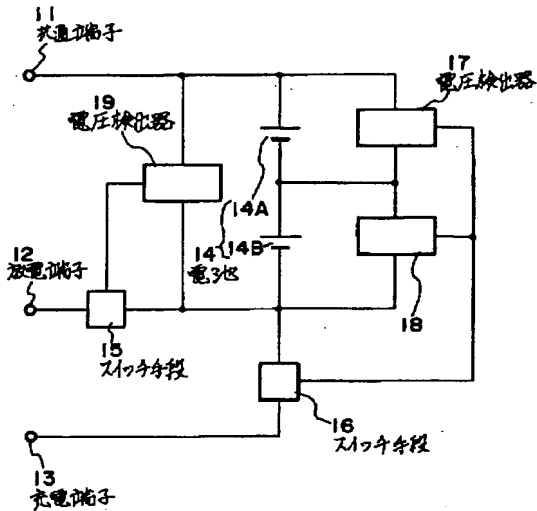 11
共通端子
17
電圧検出器
19
電圧検出器
14A
14
14B
電池
12
放電端子
18
15
スイッチ手段
16
スイッチ手段
13
充電端子